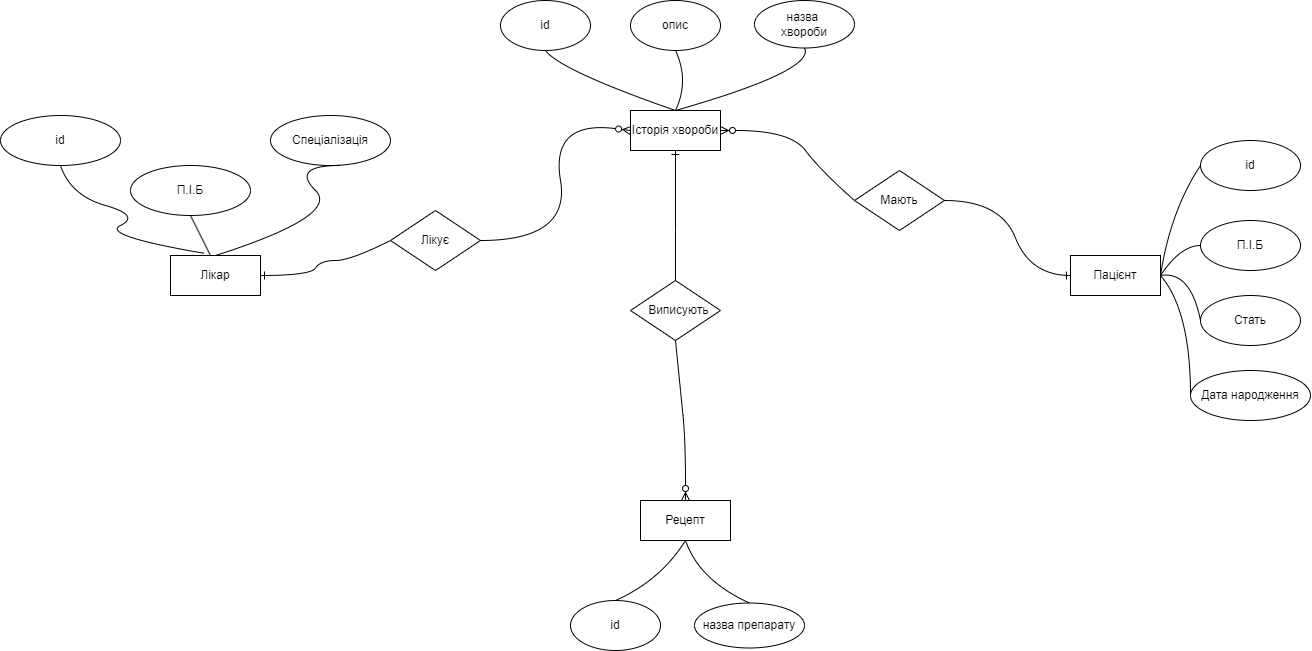 id
опис
назва
хвороби
id
П.І.Б
Спеціалізація
Історія хвороби
Лікує
Лікар
Мають
Пацієнт
id
П.І.Б
Стать
Дата народження
Виписують
Рецепт
id
назва препарату